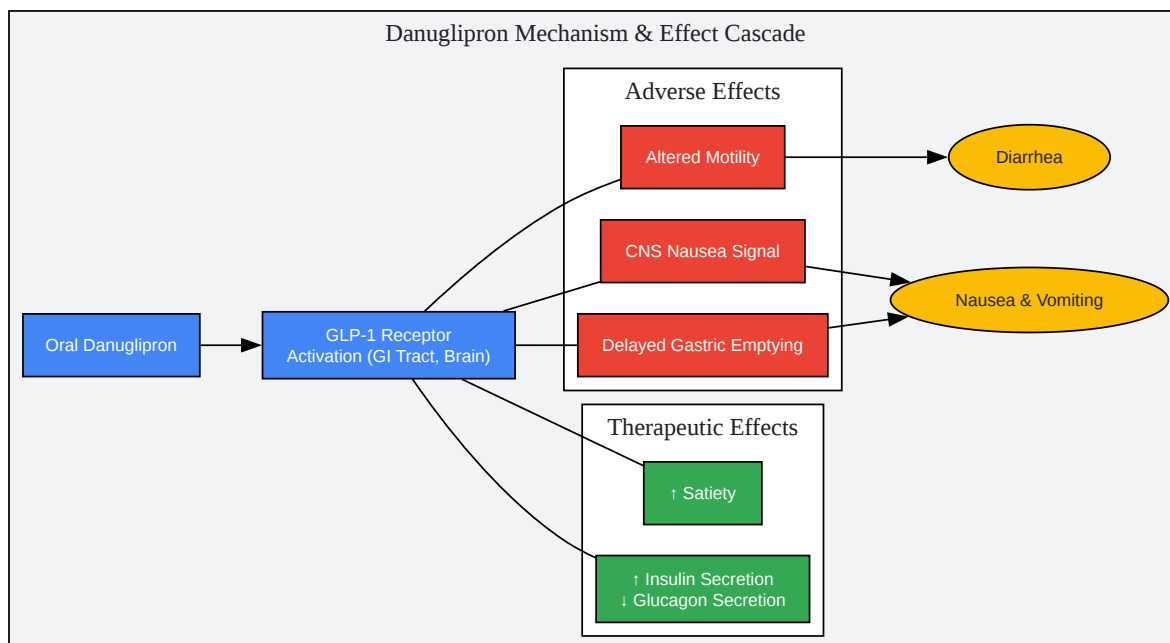 Danuglipron Mechanism & Effect Cascade
Adverse Effects
Altered Motility
Diarrhea
CNS Nausea Signal
Nausea & Vomiting
Oral Danuglipron
GLP-1 Receptor
Activation (GI Tract, Brain)
Delayed Gastric Emptying
Therapeutic Effects
↑ Satiety
↑ Insulin Secretion
↓ Glucagon Secretion